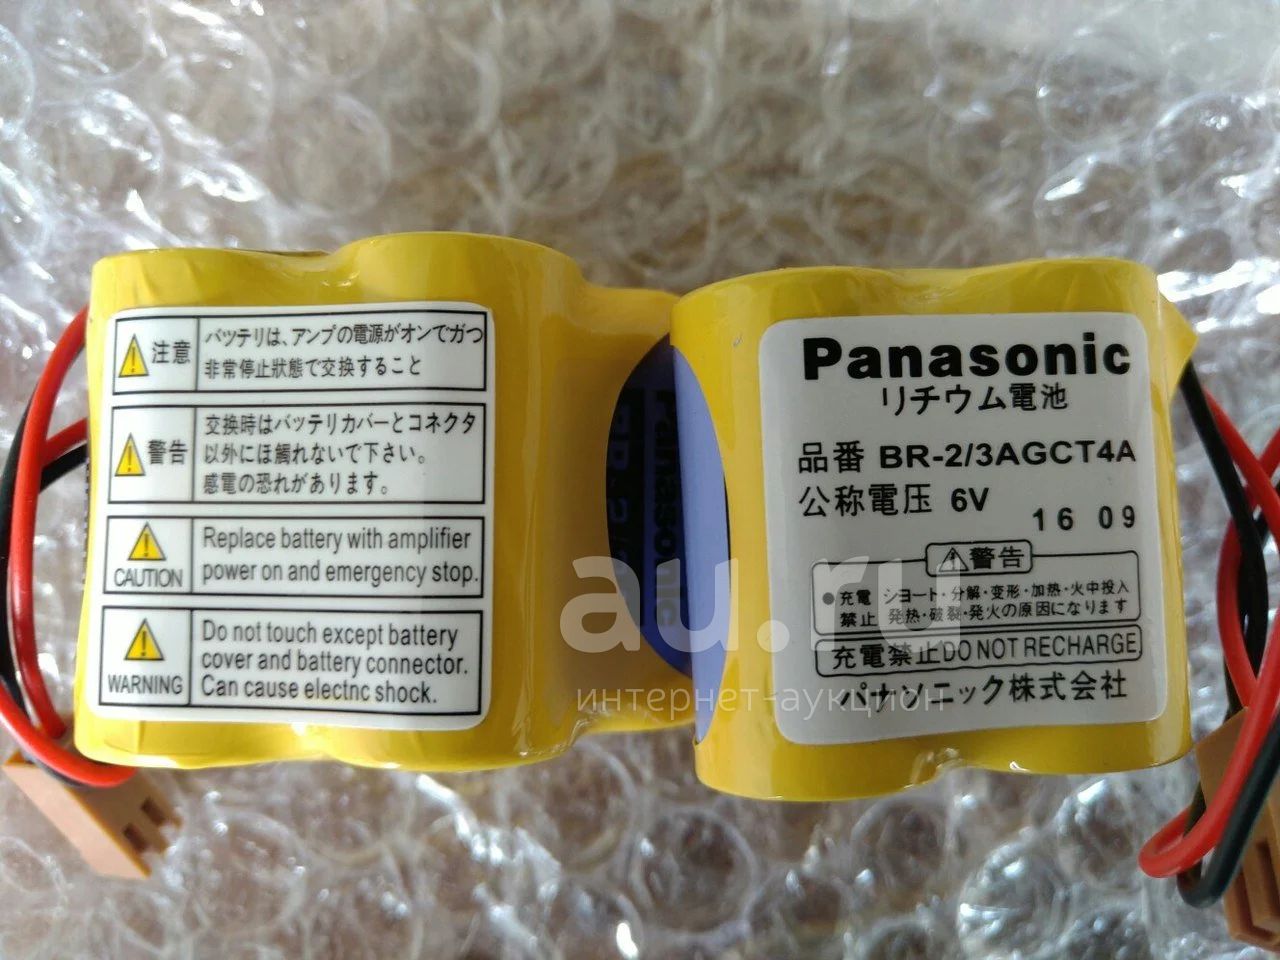 注意
バッテリは、アンプの電源がオンでガつ
非常停止狀態で交換すること
警告
交換時はバッテリカバーとコネクタ
以外にほ觸れないで下さい。
感電の恐れがあります。
CAUTION
Replace battery with amplifier
power on and emergency stop.
WARNING
Do not touch except battery
cover and battery connector.
Can cause electnc shock.
Panasonic
Panasonic
リチウム電池
品番 BR-2/3AGCT4A
公称電圧 6V
16 09
警告
●充電 ショート・分解・変形・加熱・火中投入
禁止 発熱・破裂・発火の原因になります
充電禁止DO NOT RECHARGE
パナソニック株式会社
au.ru
интернет-аукцион